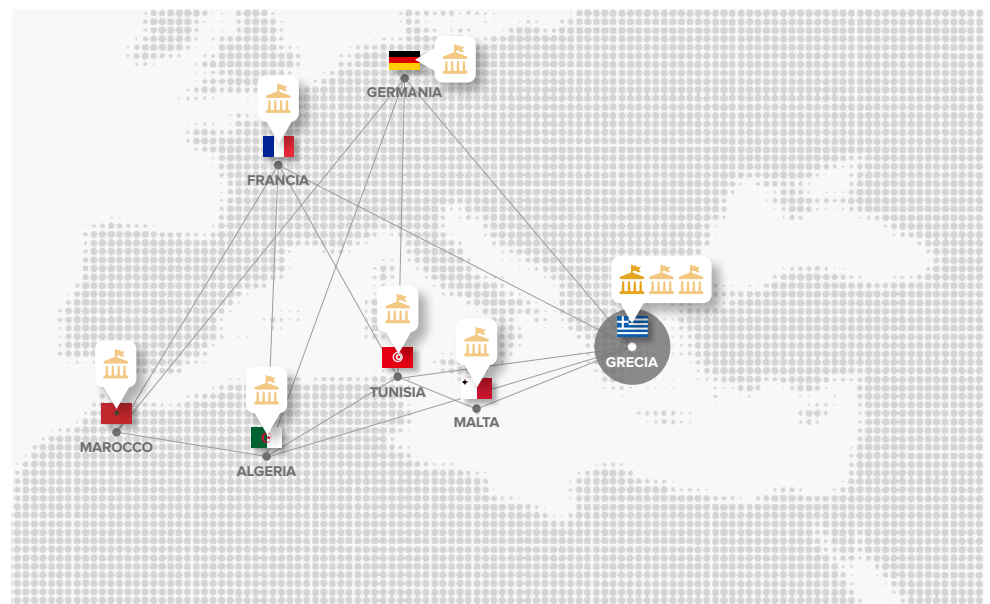 GERMANIA
FRANCIA
GRECIA
TUNISIA
MALTA
MAROCCO
ALGERIA